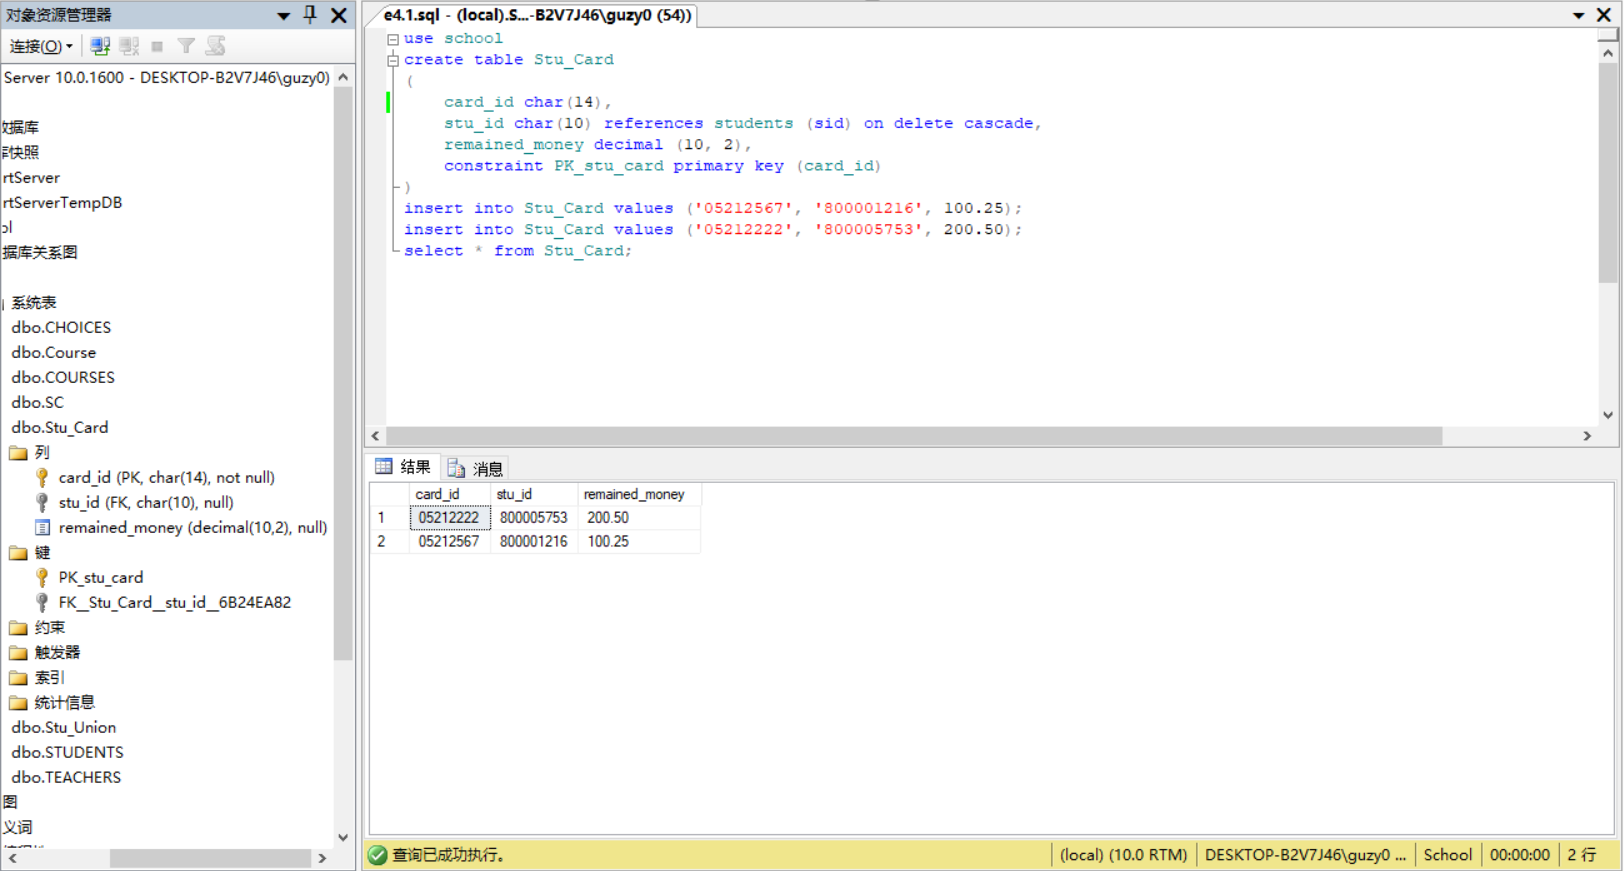 对象资源管理器
连接(O)
Server 10.0.1600 - DESKTOP-B2V7J46\guzy0)
数据库
库快照
rtServer
rtServerTempDB
ol
据库关系图
系统表
dbo.CHOICES
dbo.Course
dbo.COURSES
dbo.SC
dbo.Stu_Card
列
card_id (PK, char(14), not null)
stu_id (FK, char(10), null)
remained_money (decimal(10,2), null)
键
PK_stu_card
FK__Stu_Card__stu_id__6B24EA82
约束
触发器
索引
统计信息
dbo.Stu_Union
dbo.STUDENTS
dbo.TEACHERS
图
义词
e4.1.sql - (local).S...-B2V7J46\guzy0 (54))
use school
create table Stu_Card
(
card_id char(14),
stu_id char(10) references students (sid) on delete cascade,
remained_money decimal (10, 2),
constraint PK_stu_card primary key (card_id)
)
insert into Stu_Card values ('05212567', '800001216', 100.25);
insert into Stu_Card values ('05212222', '800005753', 200.50);
select * from Stu_Card;
结果 消息
card_id stu_id remained_money
1 05212222 800005753 200.50
2 05212567 800001216 100.25
查询已成功执行。 (local) (10.0 RTM) DESKTOP-B2V7J46\guzy0 ... School 00:00:00 2 行